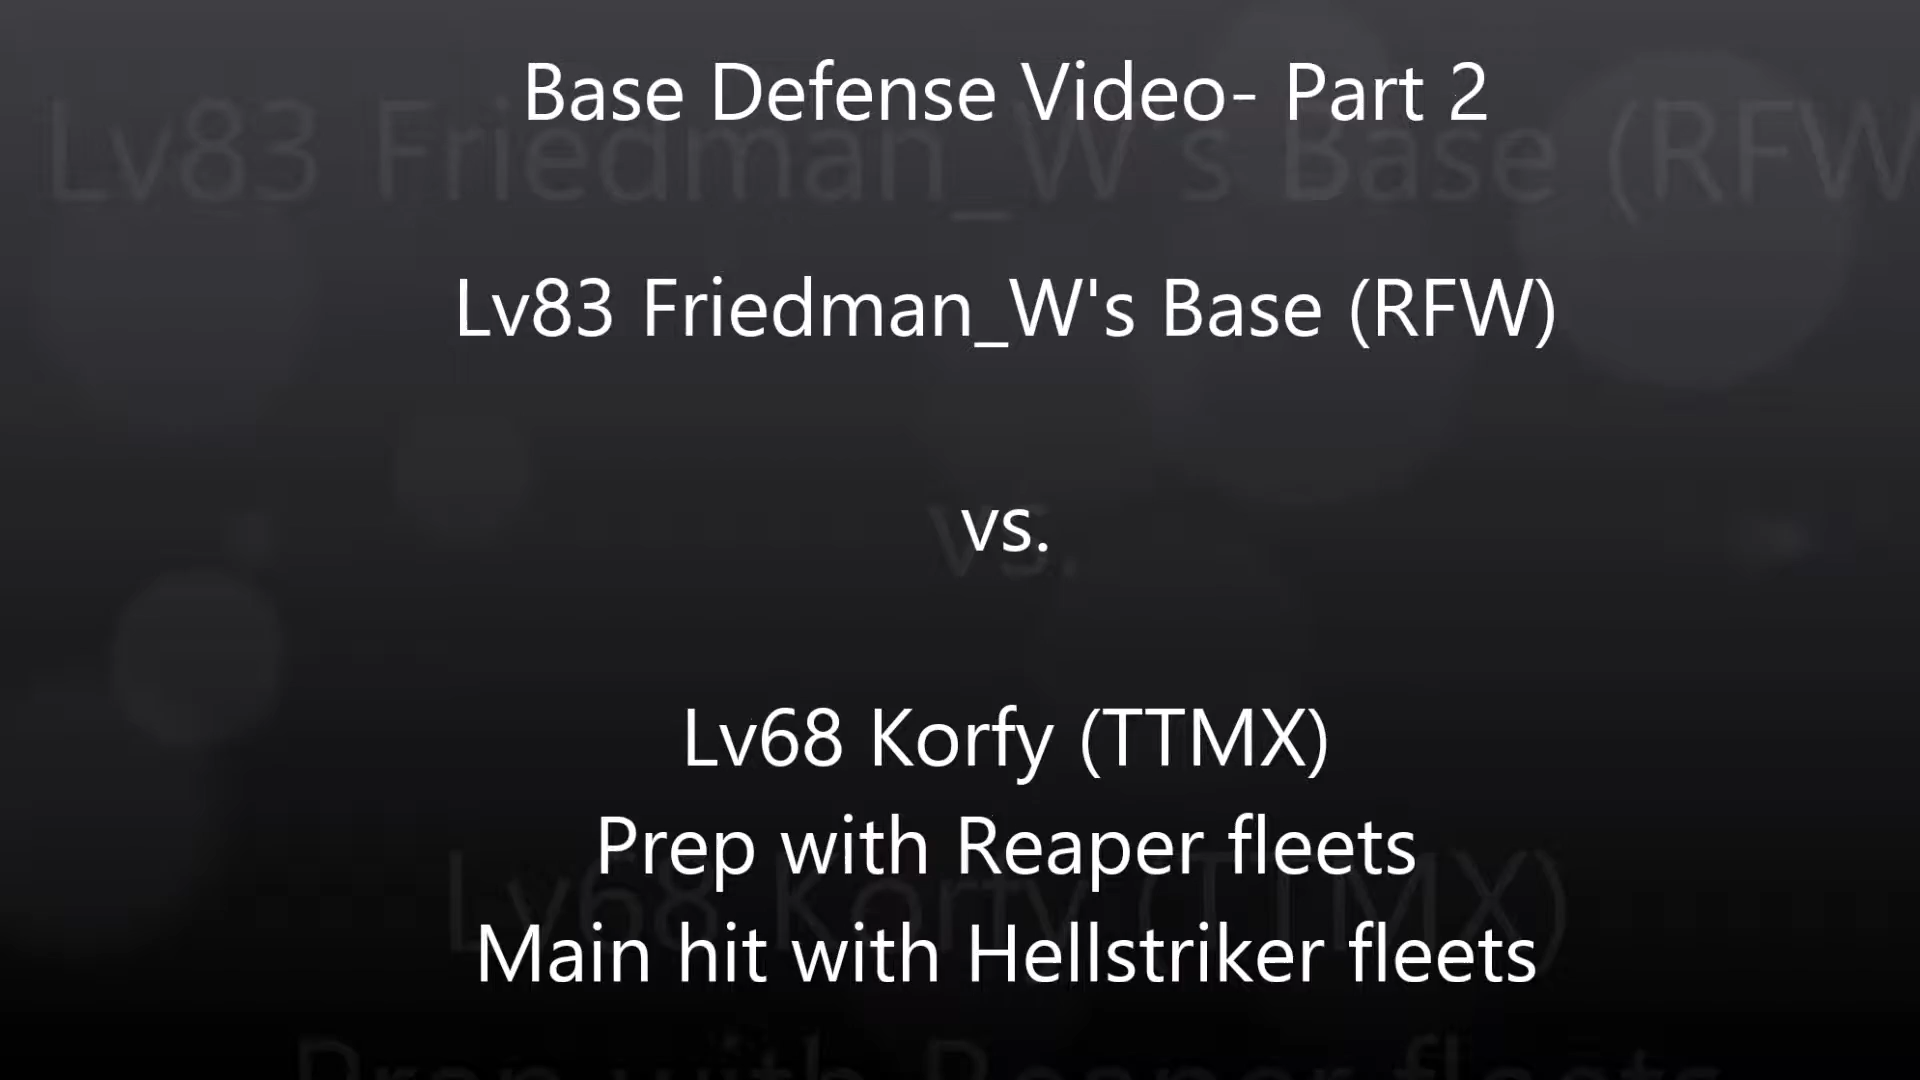 Base Defense Video- Part 2
Lv83 Friedman_W's Base (RFW)
vs.
Lv68 Korfy (TTMX)
Prep with Reaper fleets
Main hit with Hellstriker fleets